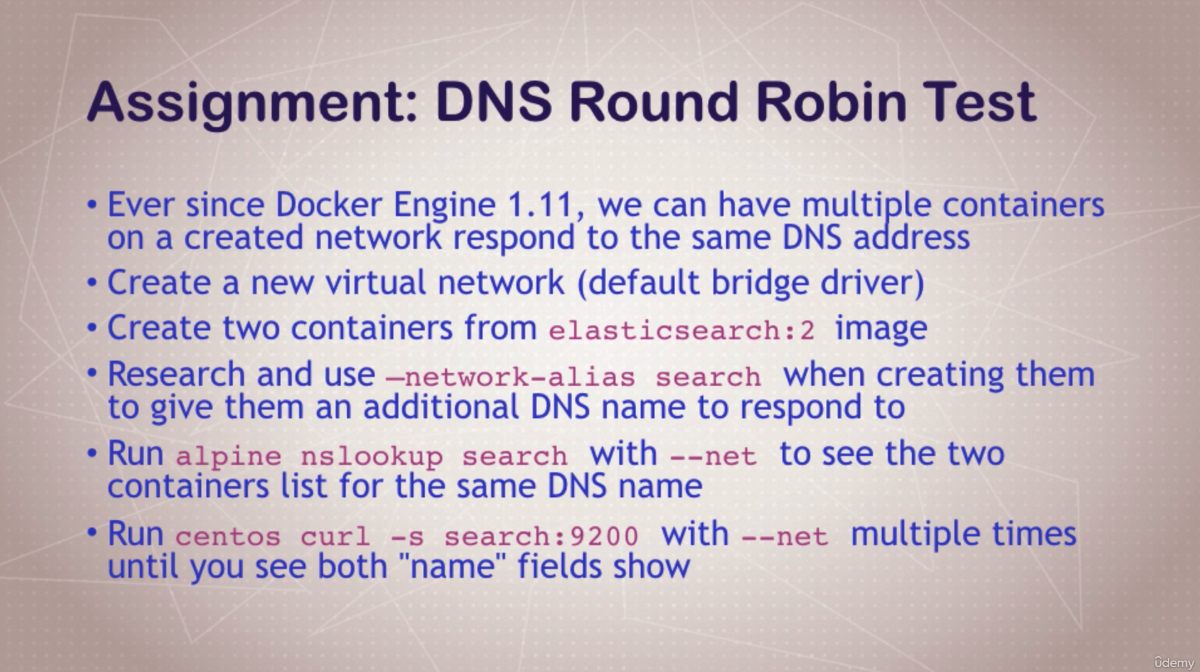 Assignment: DNS Round Robin Test
• Ever since Docker Engine 1.11, we can have multiple containers
on a created network respond to the same DNS address
• Create a new virtual network (default bridge driver)
• Create two containers from elasticsearch:2 image
• Research and use —network-alias search when creating them
to give them an additional DNS name to respond to
• Run alpine nslookup search with --net to see the two
containers list for the same DNS name
• Run centos curl -s search:9200 with --net multiple times
until you see both "name" fields show
ûdemy